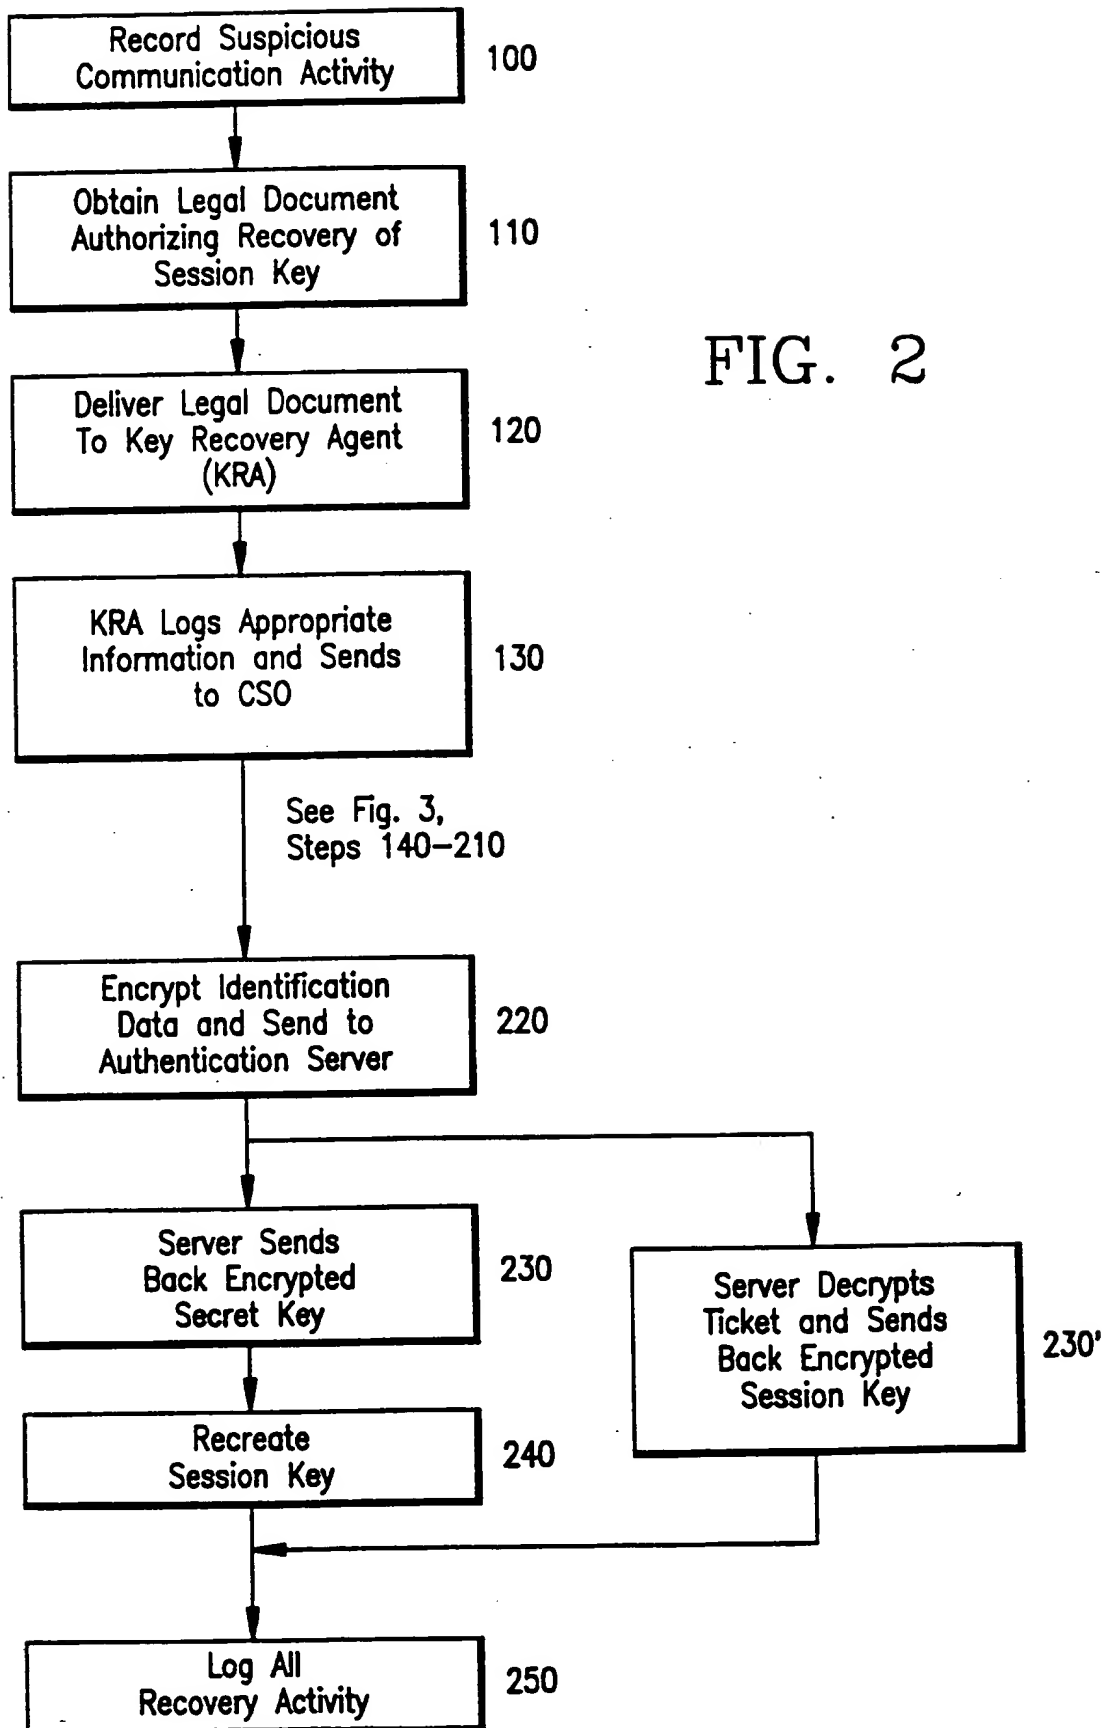 Record Suspicious
Communication Activity
100
Obtain Legal Document
Authorizing Recovery of
Session Key
110
FIG. 2
Deliver Legal Document
To Key Recovery Agent
(KRA)
120
KRA Logs Appropriate
Information and Sends
to CSO
130
See Fig. 3,
Steps 140–210
Encrypt Identification
Data and Send to
Authentication Server
220
Server Sends
Back Encrypted
Secret Key
230
Server Decrypts
Ticket and Sends
Back Encrypted
Session Key
230'
Recreate
Session Key
240
Log All
Recovery Activity
250